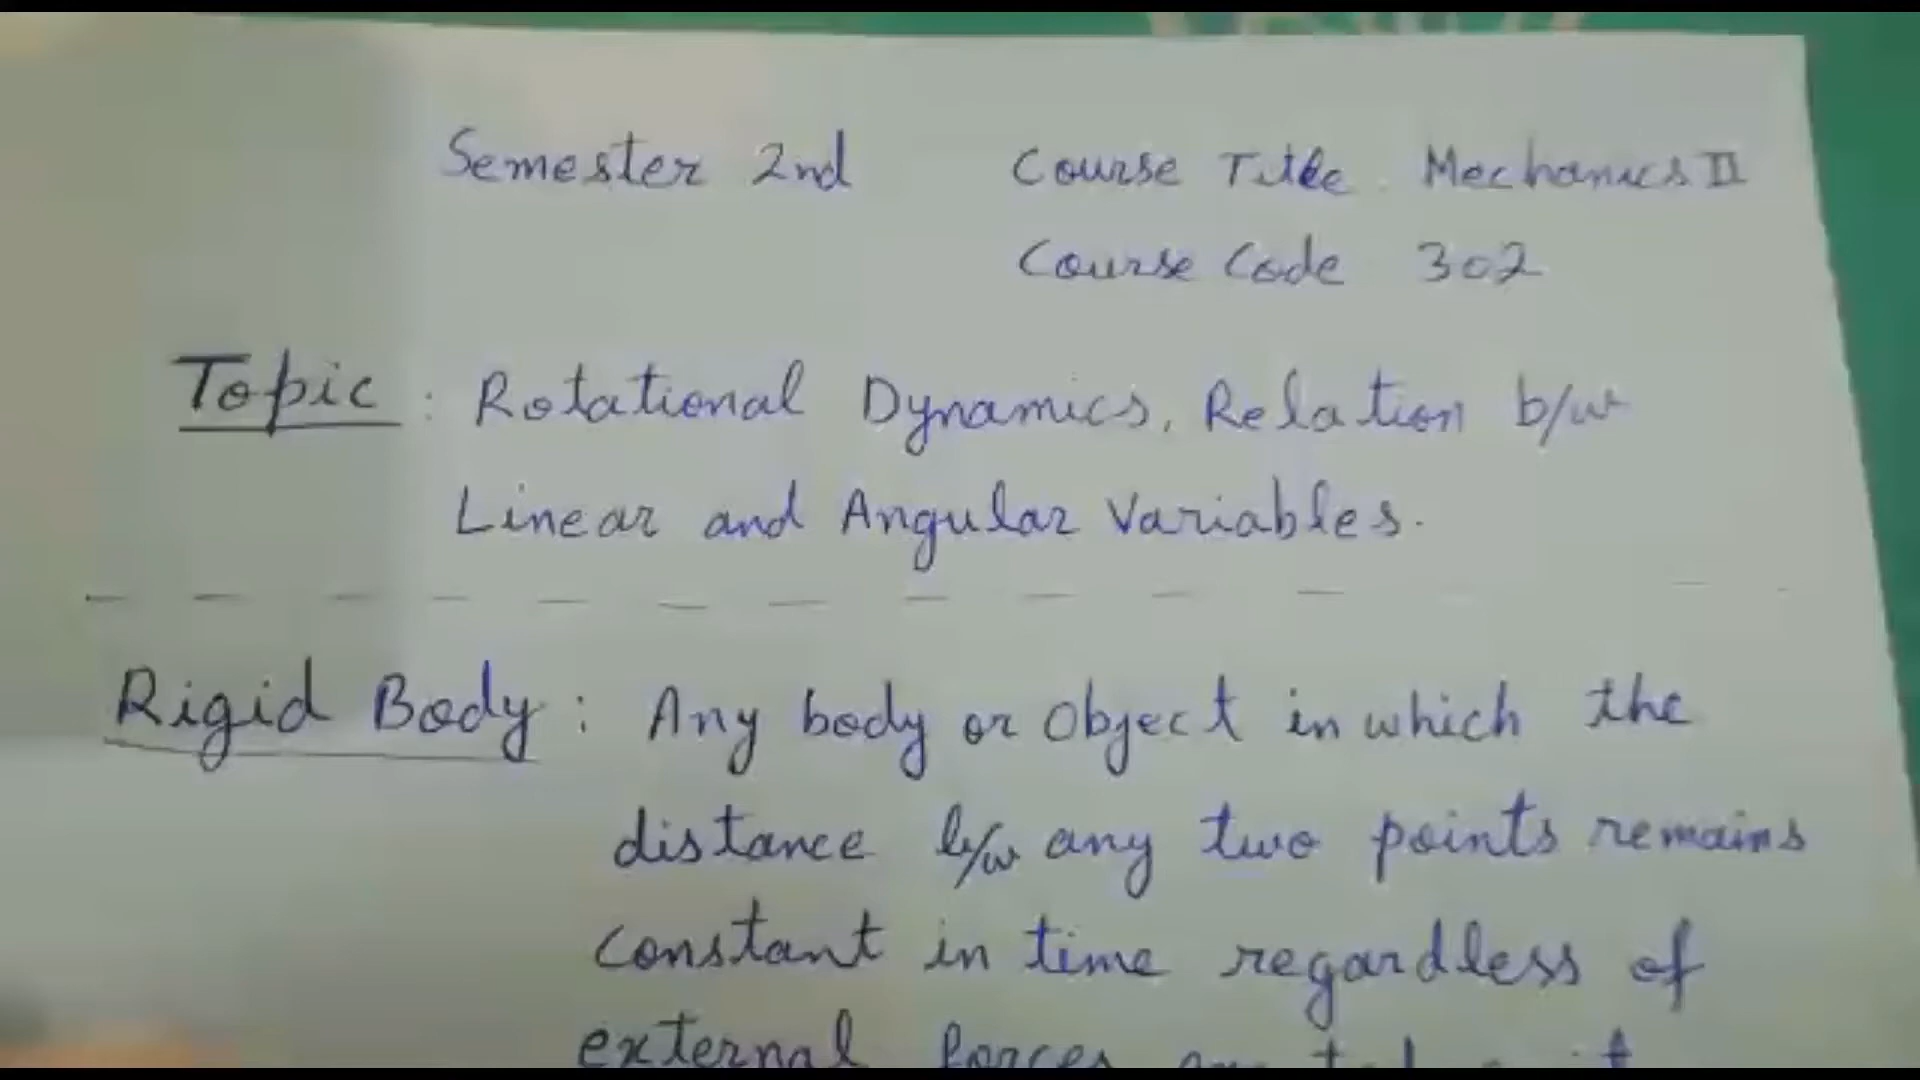 Semester 2nd Course Title. Mechanics II
Course Code 302
Topic : Rotational Dynamics, Relation b/w
Linear and Angular Variables.
Rigid Body : Any body or object in which the
distance b/w any two points remains
constant in time regardless of
external forces